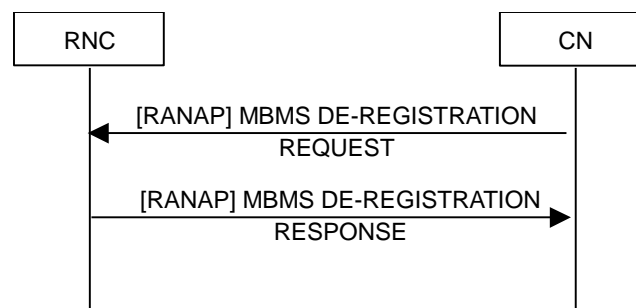 RNC
CN
[RANAP] MBMS DE-REGISTRATION
REQUEST
[RANAP] MBMS DE-REGISTRATION
RESPONSE